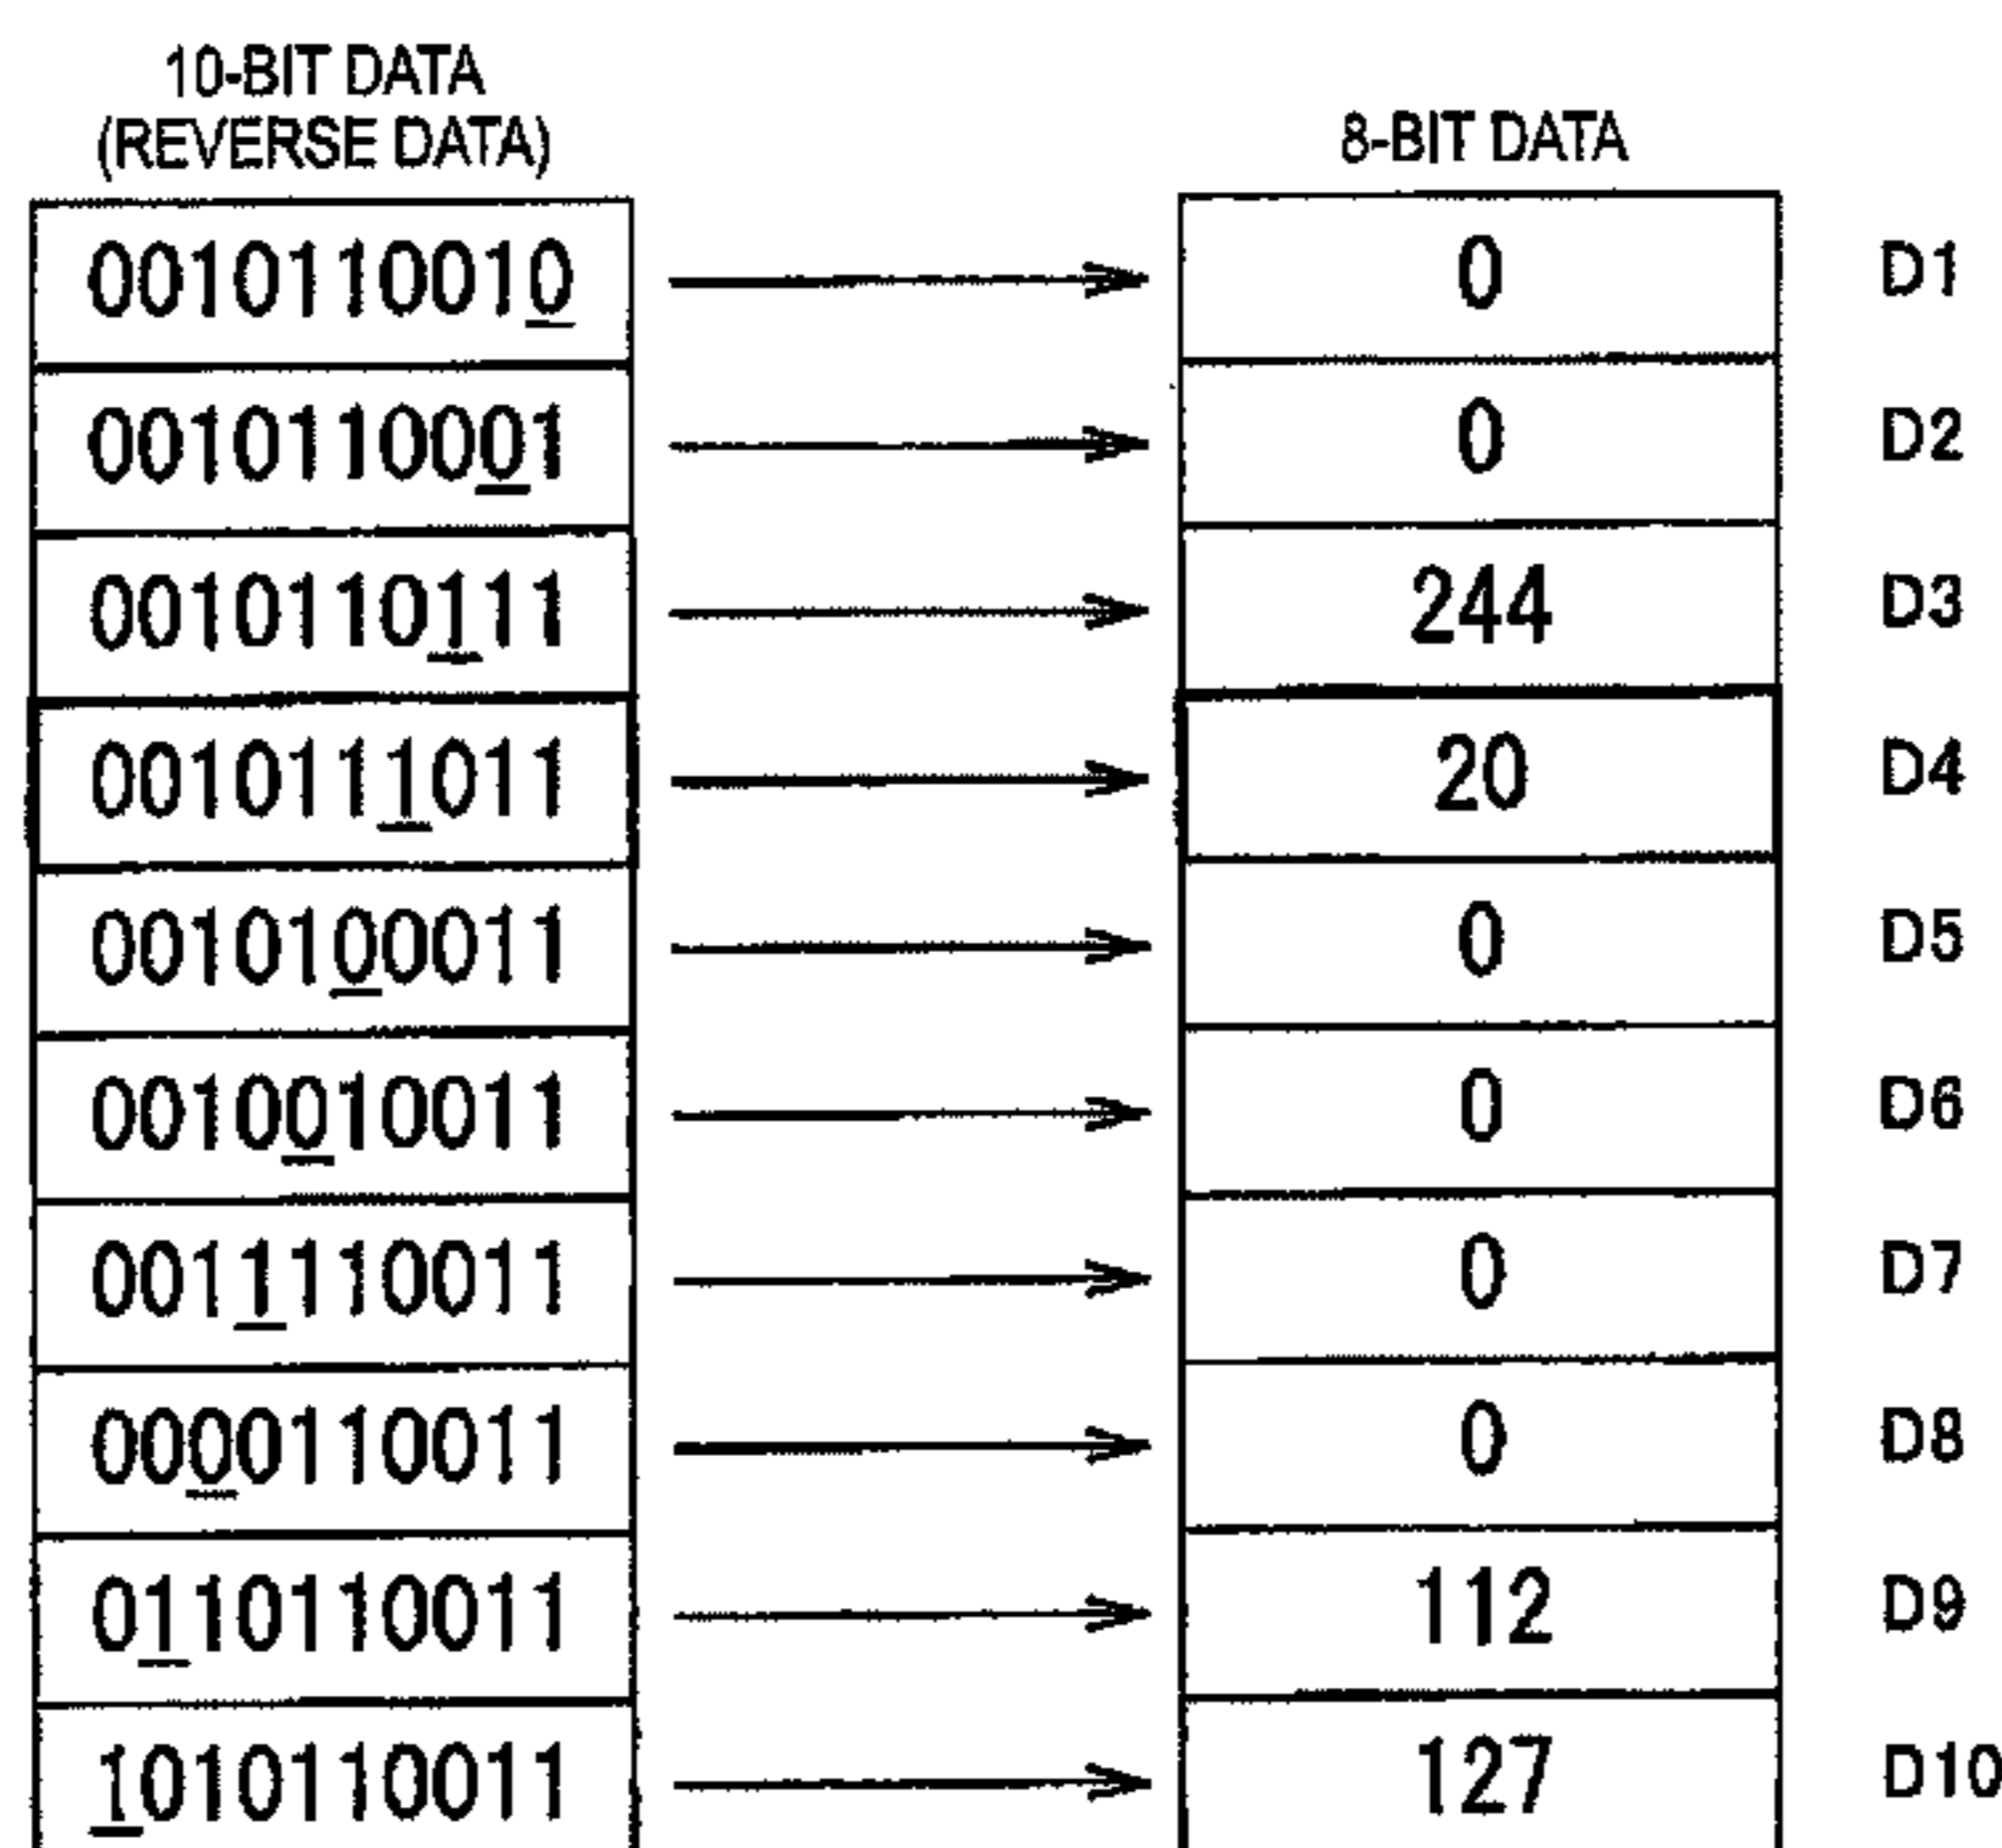 10-BIT DATA
(REVERSE DATA)
8-BIT DATA
0010110010 0 D1
0010110001 0 D2
0010110111 244 D3
0010111011 20 D4
0010100011 0 D5
0010010011 0 D6
0011110011 0 D7
0000110011 0 D8
0110110011 112 D9
1010110011 127 D10